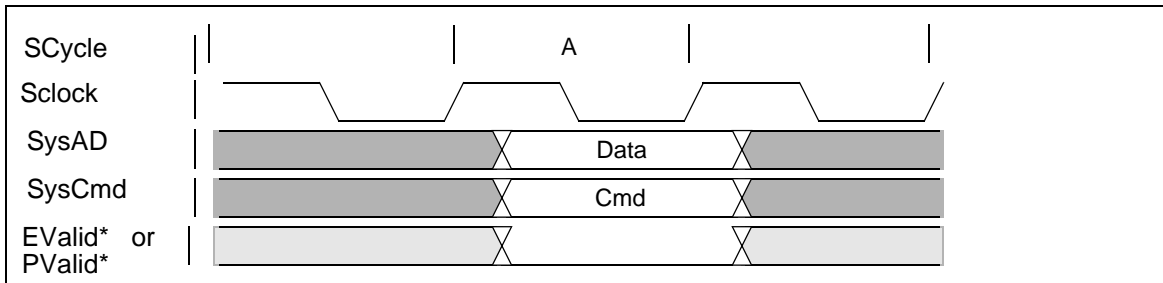 SCycle A
Sclock
SysAD Data
SysCmd Cmd
EValid* or
PValid*